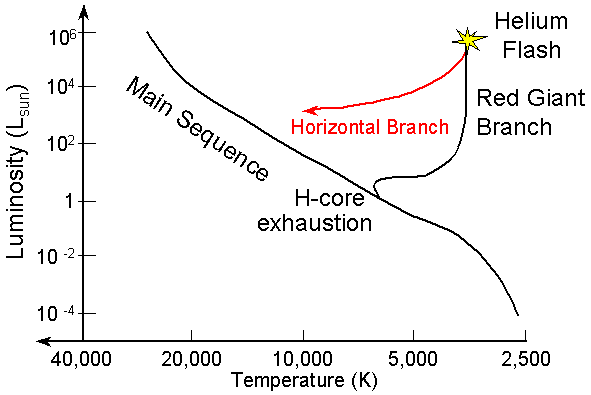 Helium
Flash
10^6
10^4
Main Sequence
Red Giant
Branch
Horizontal Branch
10^2
Luminosity (L_sun)
H-core
exhaustion
1
10^-2
10^-4
40,000 20,000 10,000 5,000 2,500
Temperature (K)